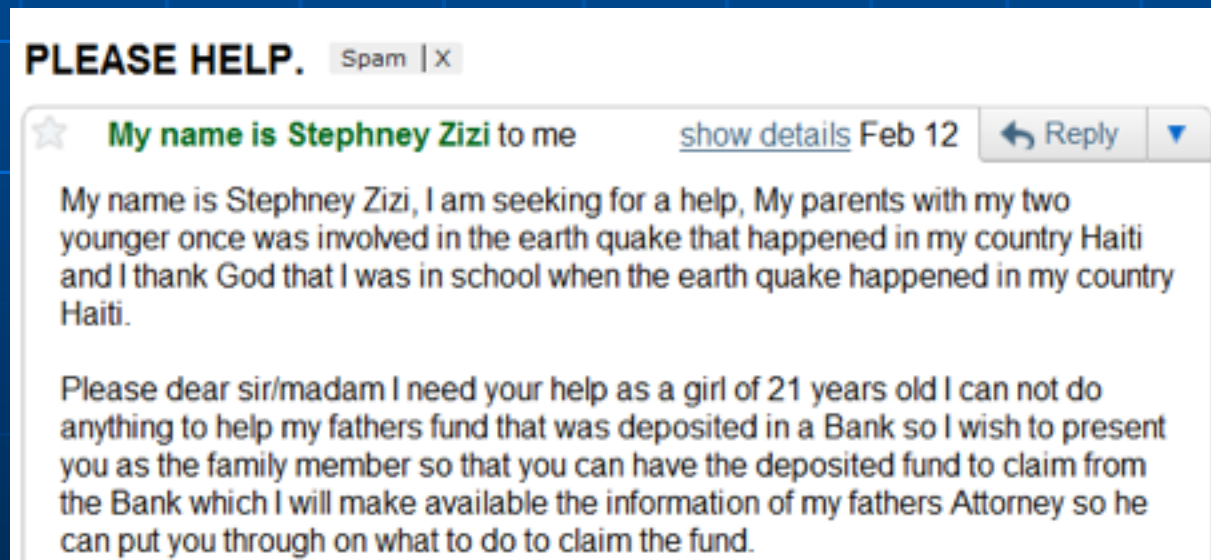 PLEASE HELP. Spam | X
My name is Stephney Zizi to me show details Feb 12 Reply
My name is Stephney Zizi, I am seeking for a help, My parents with my two
younger once was involved in the earth quake that happened in my country Haiti
and I thank God that I was in school when the earth quake happened in my country
Haiti.
Please dear sir/madam I need your help as a girl of 21 years old I can not do
anything to help my fathers fund that was deposited in a Bank so I wish to present
you as the family member so that you can have the deposited fund to claim from
the Bank which I will make available the information of my fathers Attorney so he
can put you through on what to do to claim the fund.